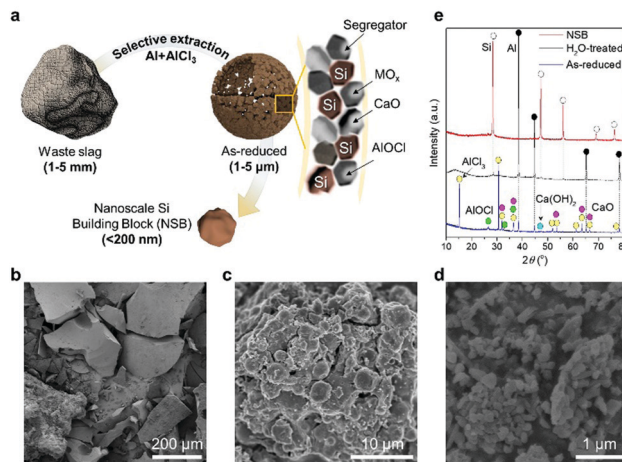 a
Selective extraction
Al+AlCl3
Waste slag
(1-5 mm)
As-reduced
(1-5 μm)
Nanoscale Si
Building Block (NSB)
(<200 nm)
Segregator
Si
MOx
Si
CaO
Si
AlOCl
Si
e
Intensity (a.u.)
Si
Al
NSB
H2O-treated
As-reduced
AlCl3
AlOCl
Ca(OH)2
CaO
10 20 30 40 50 60 70 80
2θ (°)
b
200 μm
c
10 μm
d
1 μm